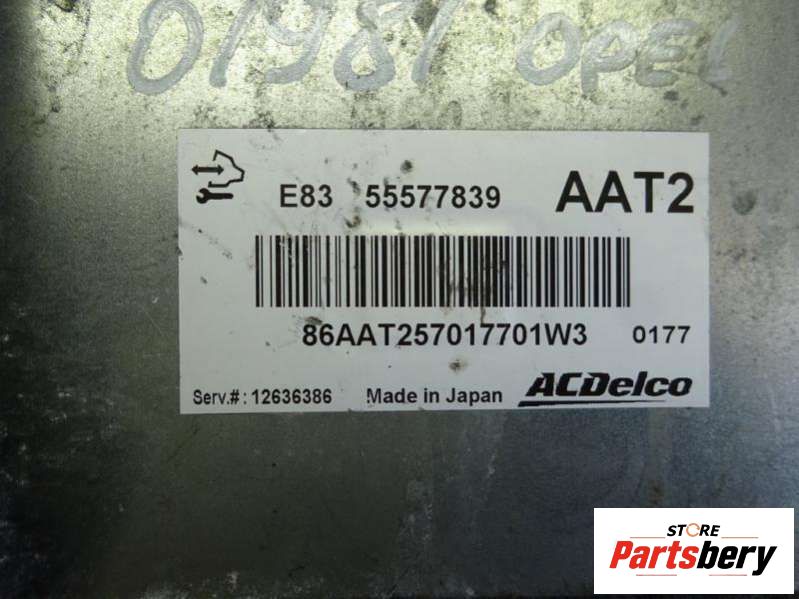 01981 OPEL
E83 55577839 AAT2
86AAT257017701W3 0177
Serv.#: 12636386 Made in Japan ACDelco
STORE
Partsbery